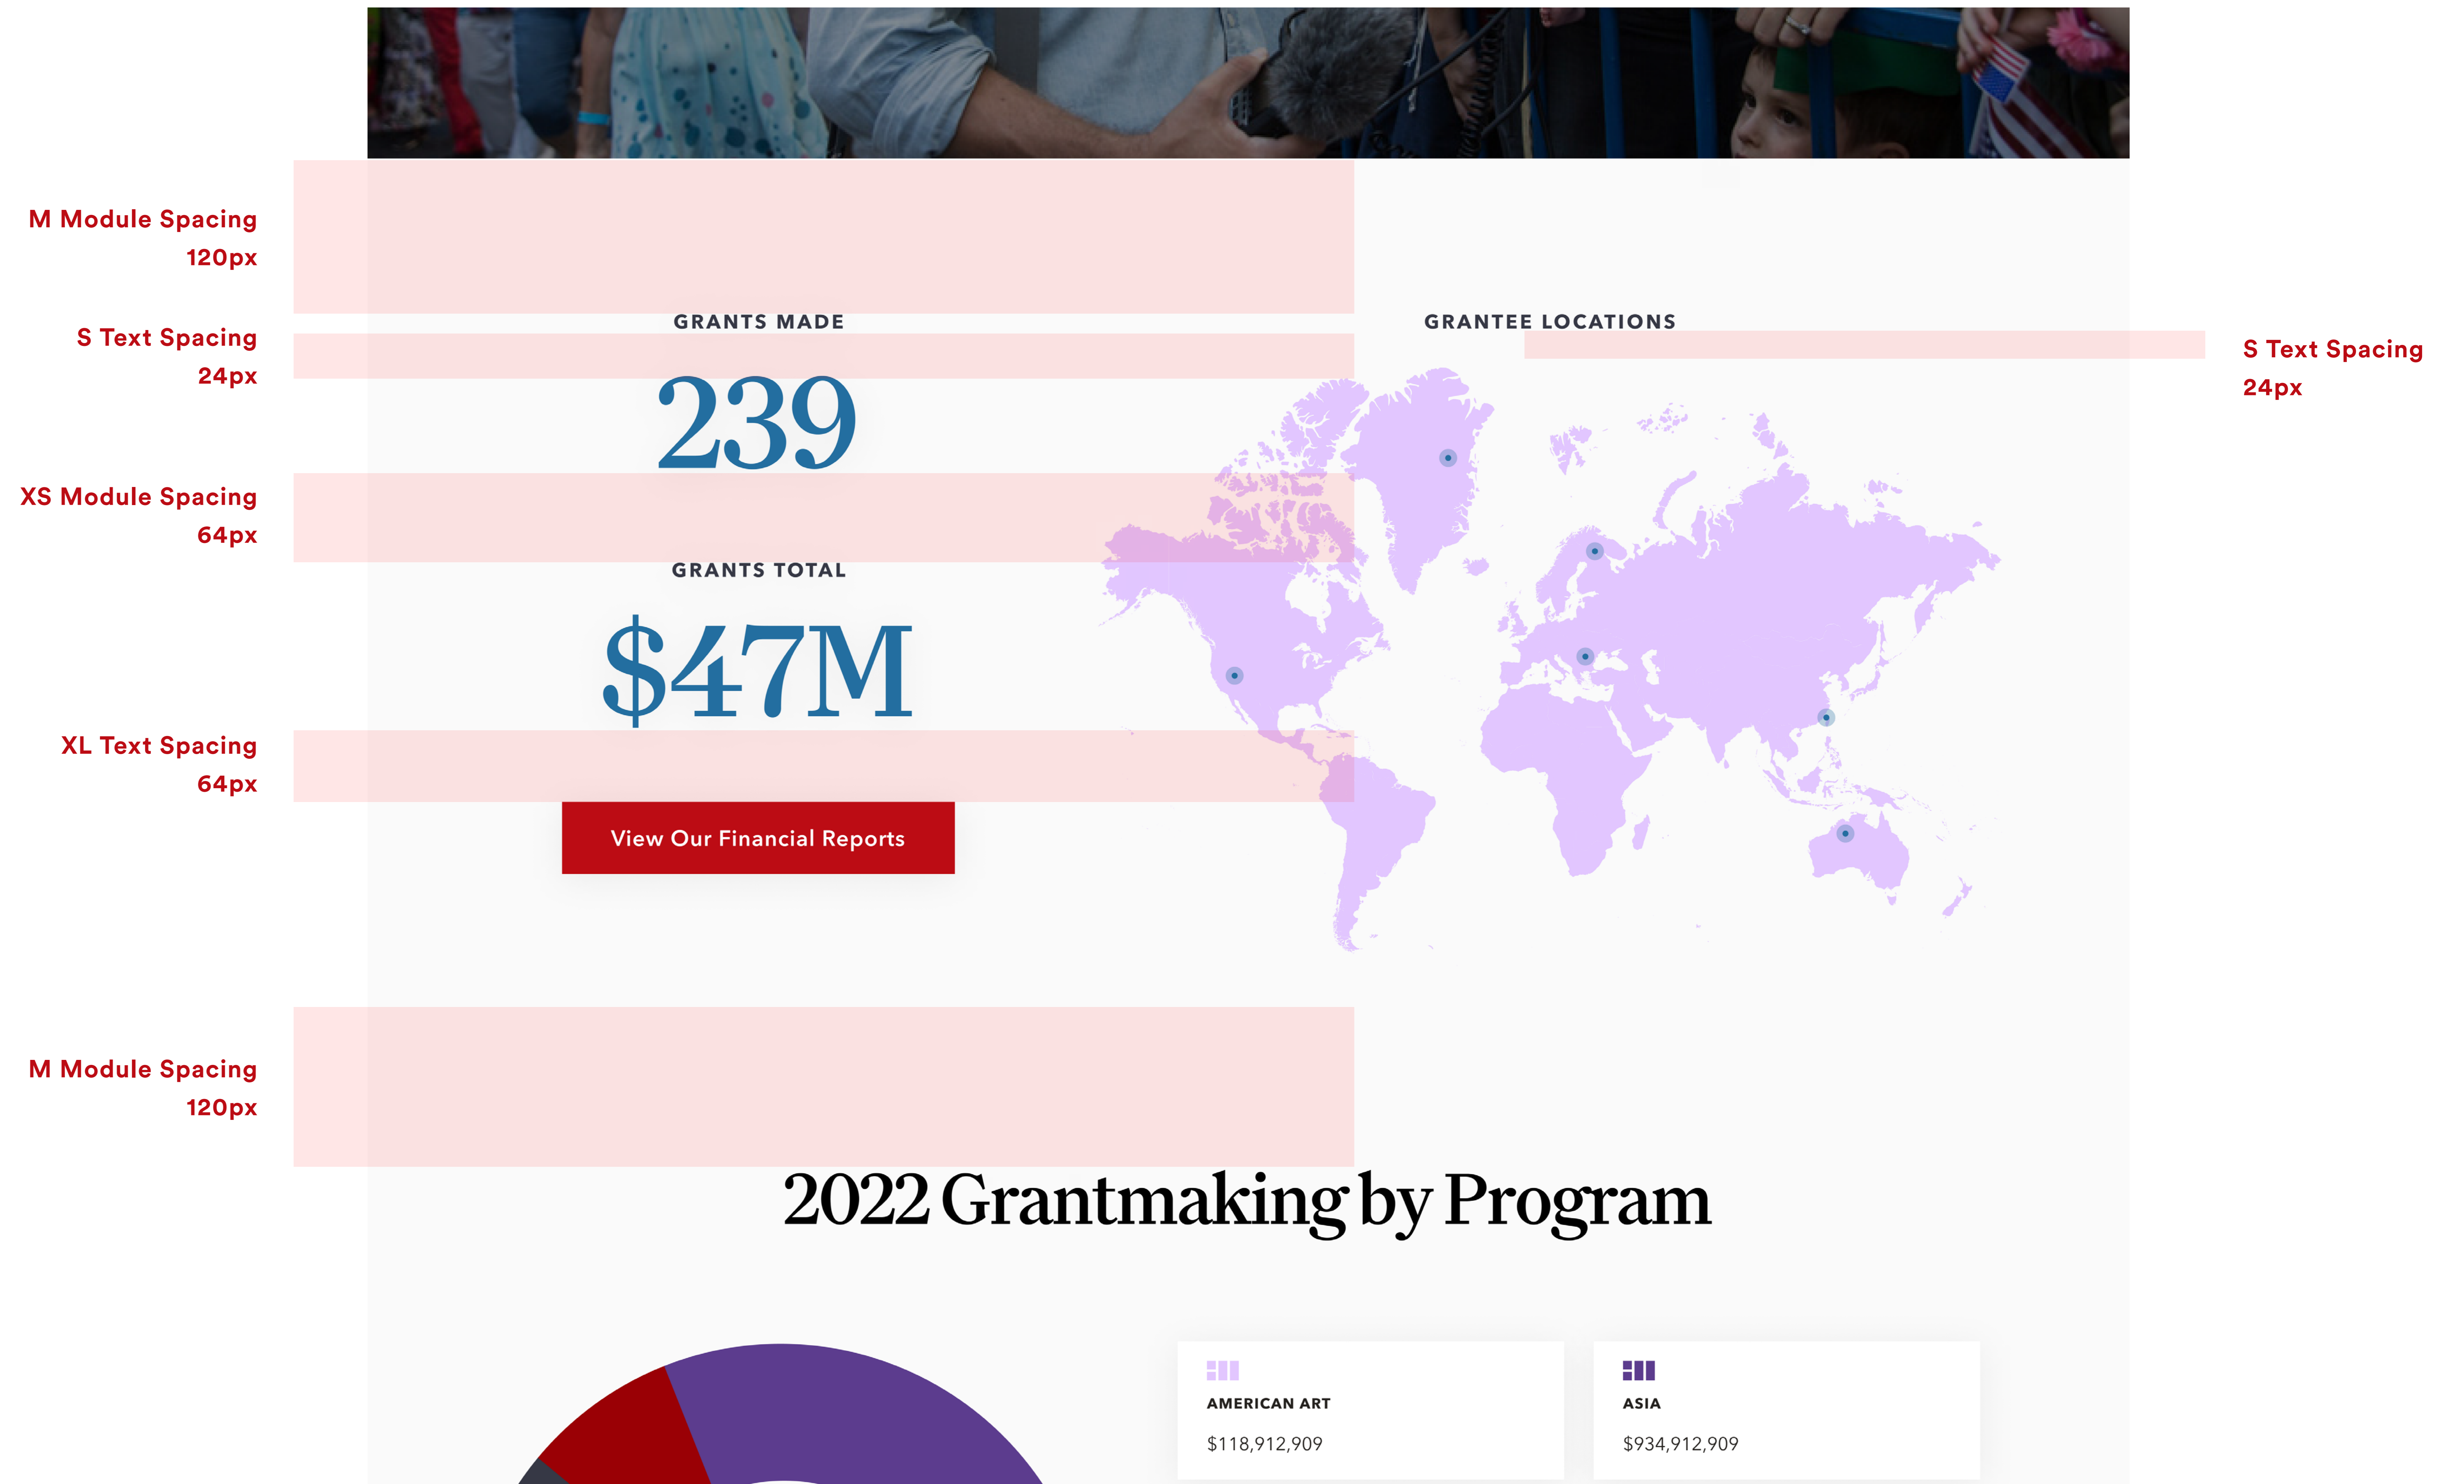 M Module Spacing
120px
GRANTS MADE
GRANTEE LOCATIONS
S Text Spacing
24px
S Text Spacing
24px
239
XS Module Spacing
64px
GRANTS TOTAL
$47M
XL Text Spacing
64px
View Our Financial Reports
M Module Spacing
120px
2022 Grantmaking by Program
AMERICAN ART
$118,912,909
ASIA
$934,912,909